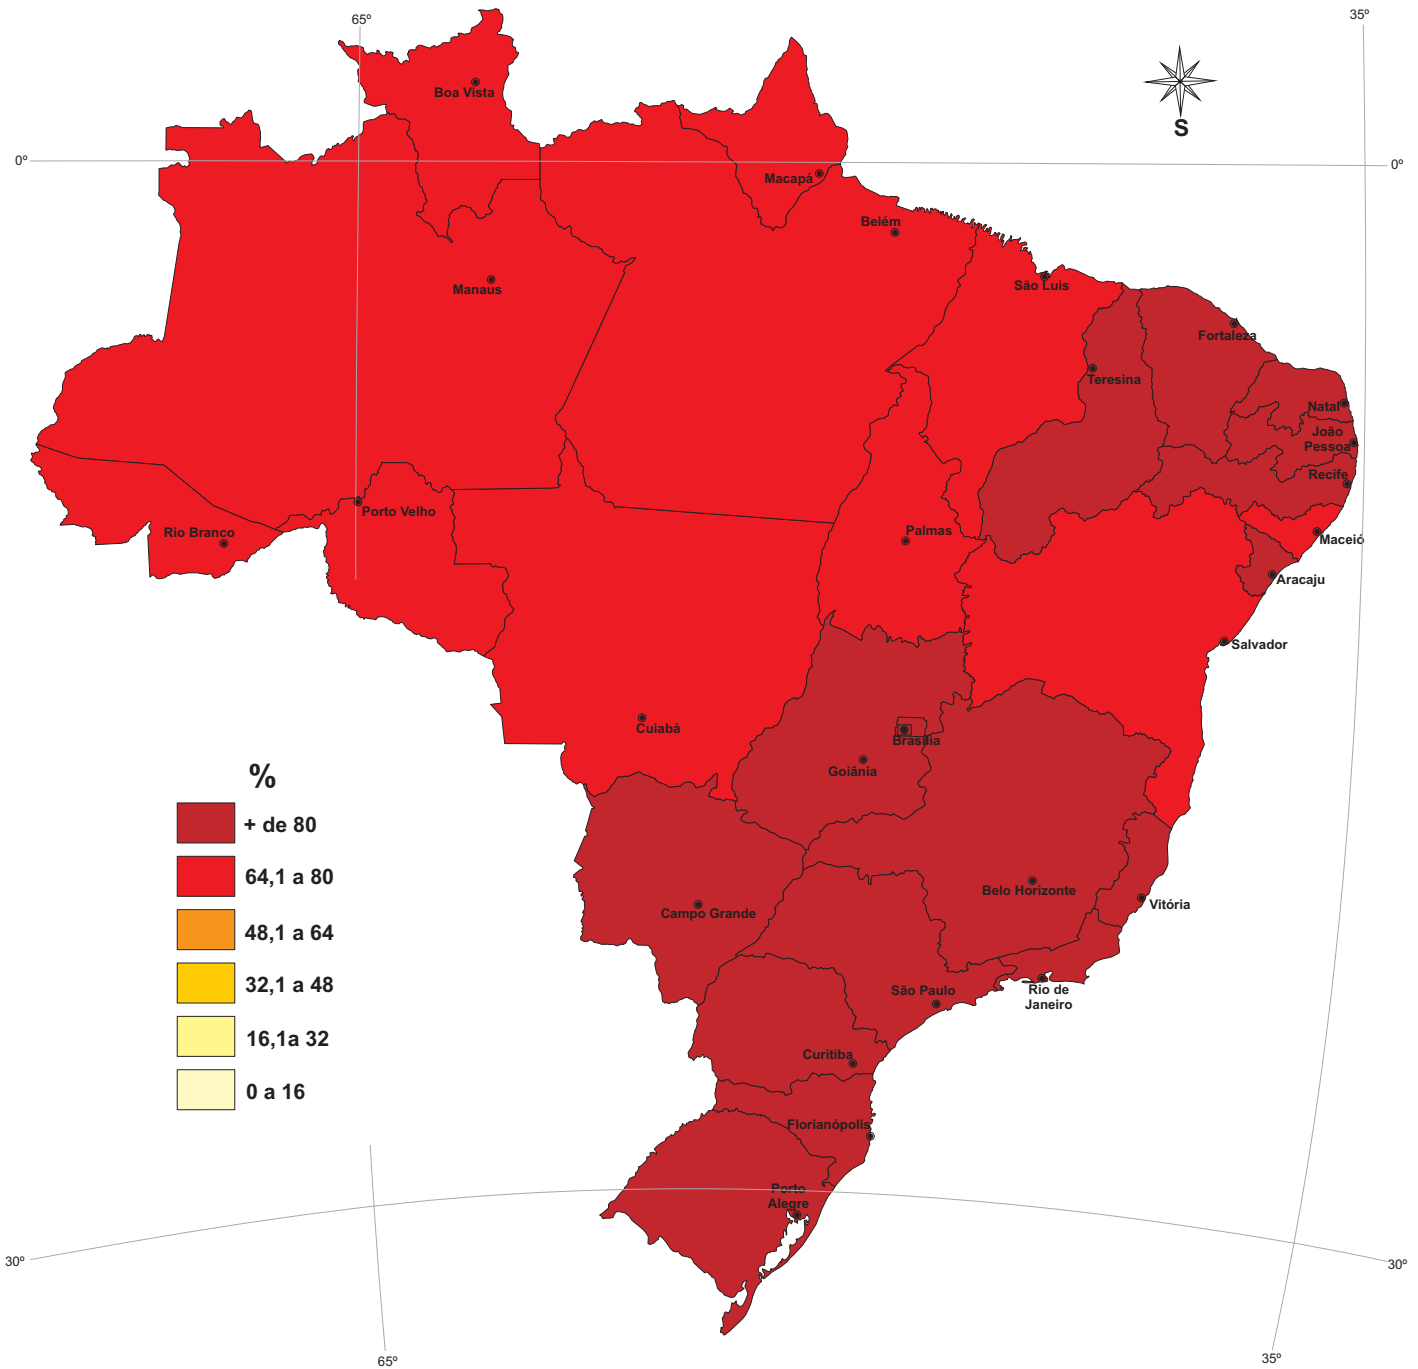 65º
35º
Boa Vista
S
0º
0º
Macapá
Belém
Manaus
São Luis
Fortaleza
Teresina
Natal
João
Pessoa
Recife
Porto Velho
Rio Branco
Palmas
Maceió
Aracaju
Salvador
Cuiabá
Brasília
Goiânia
%
+ de 80
64,1 a 80
48,1 a 64
32,1 a 48
16,1a 32
0 a 16
Belo Horizonte
Vitória
Campo Grande
São Paulo
Rio de
Janeiro
Curitiba
Florianópolis
Porto
Alegre
30º
30º
65º
35º